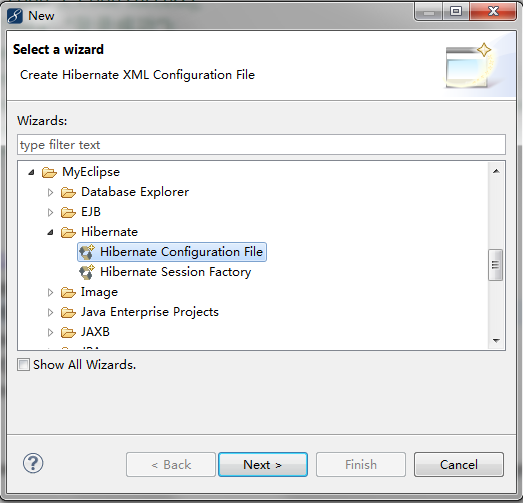 New
Select a wizard
Create Hibernate XML Configuration File
Wizards:
type filter text
MyEclipse
Database Explorer
EJB
Hibernate
Hibernate Configuration File
Hibernate Session Factory
Image
Java Enterprise Projects
JAXB
Show All Wizards.
< Back
Next >
Finish
Cancel